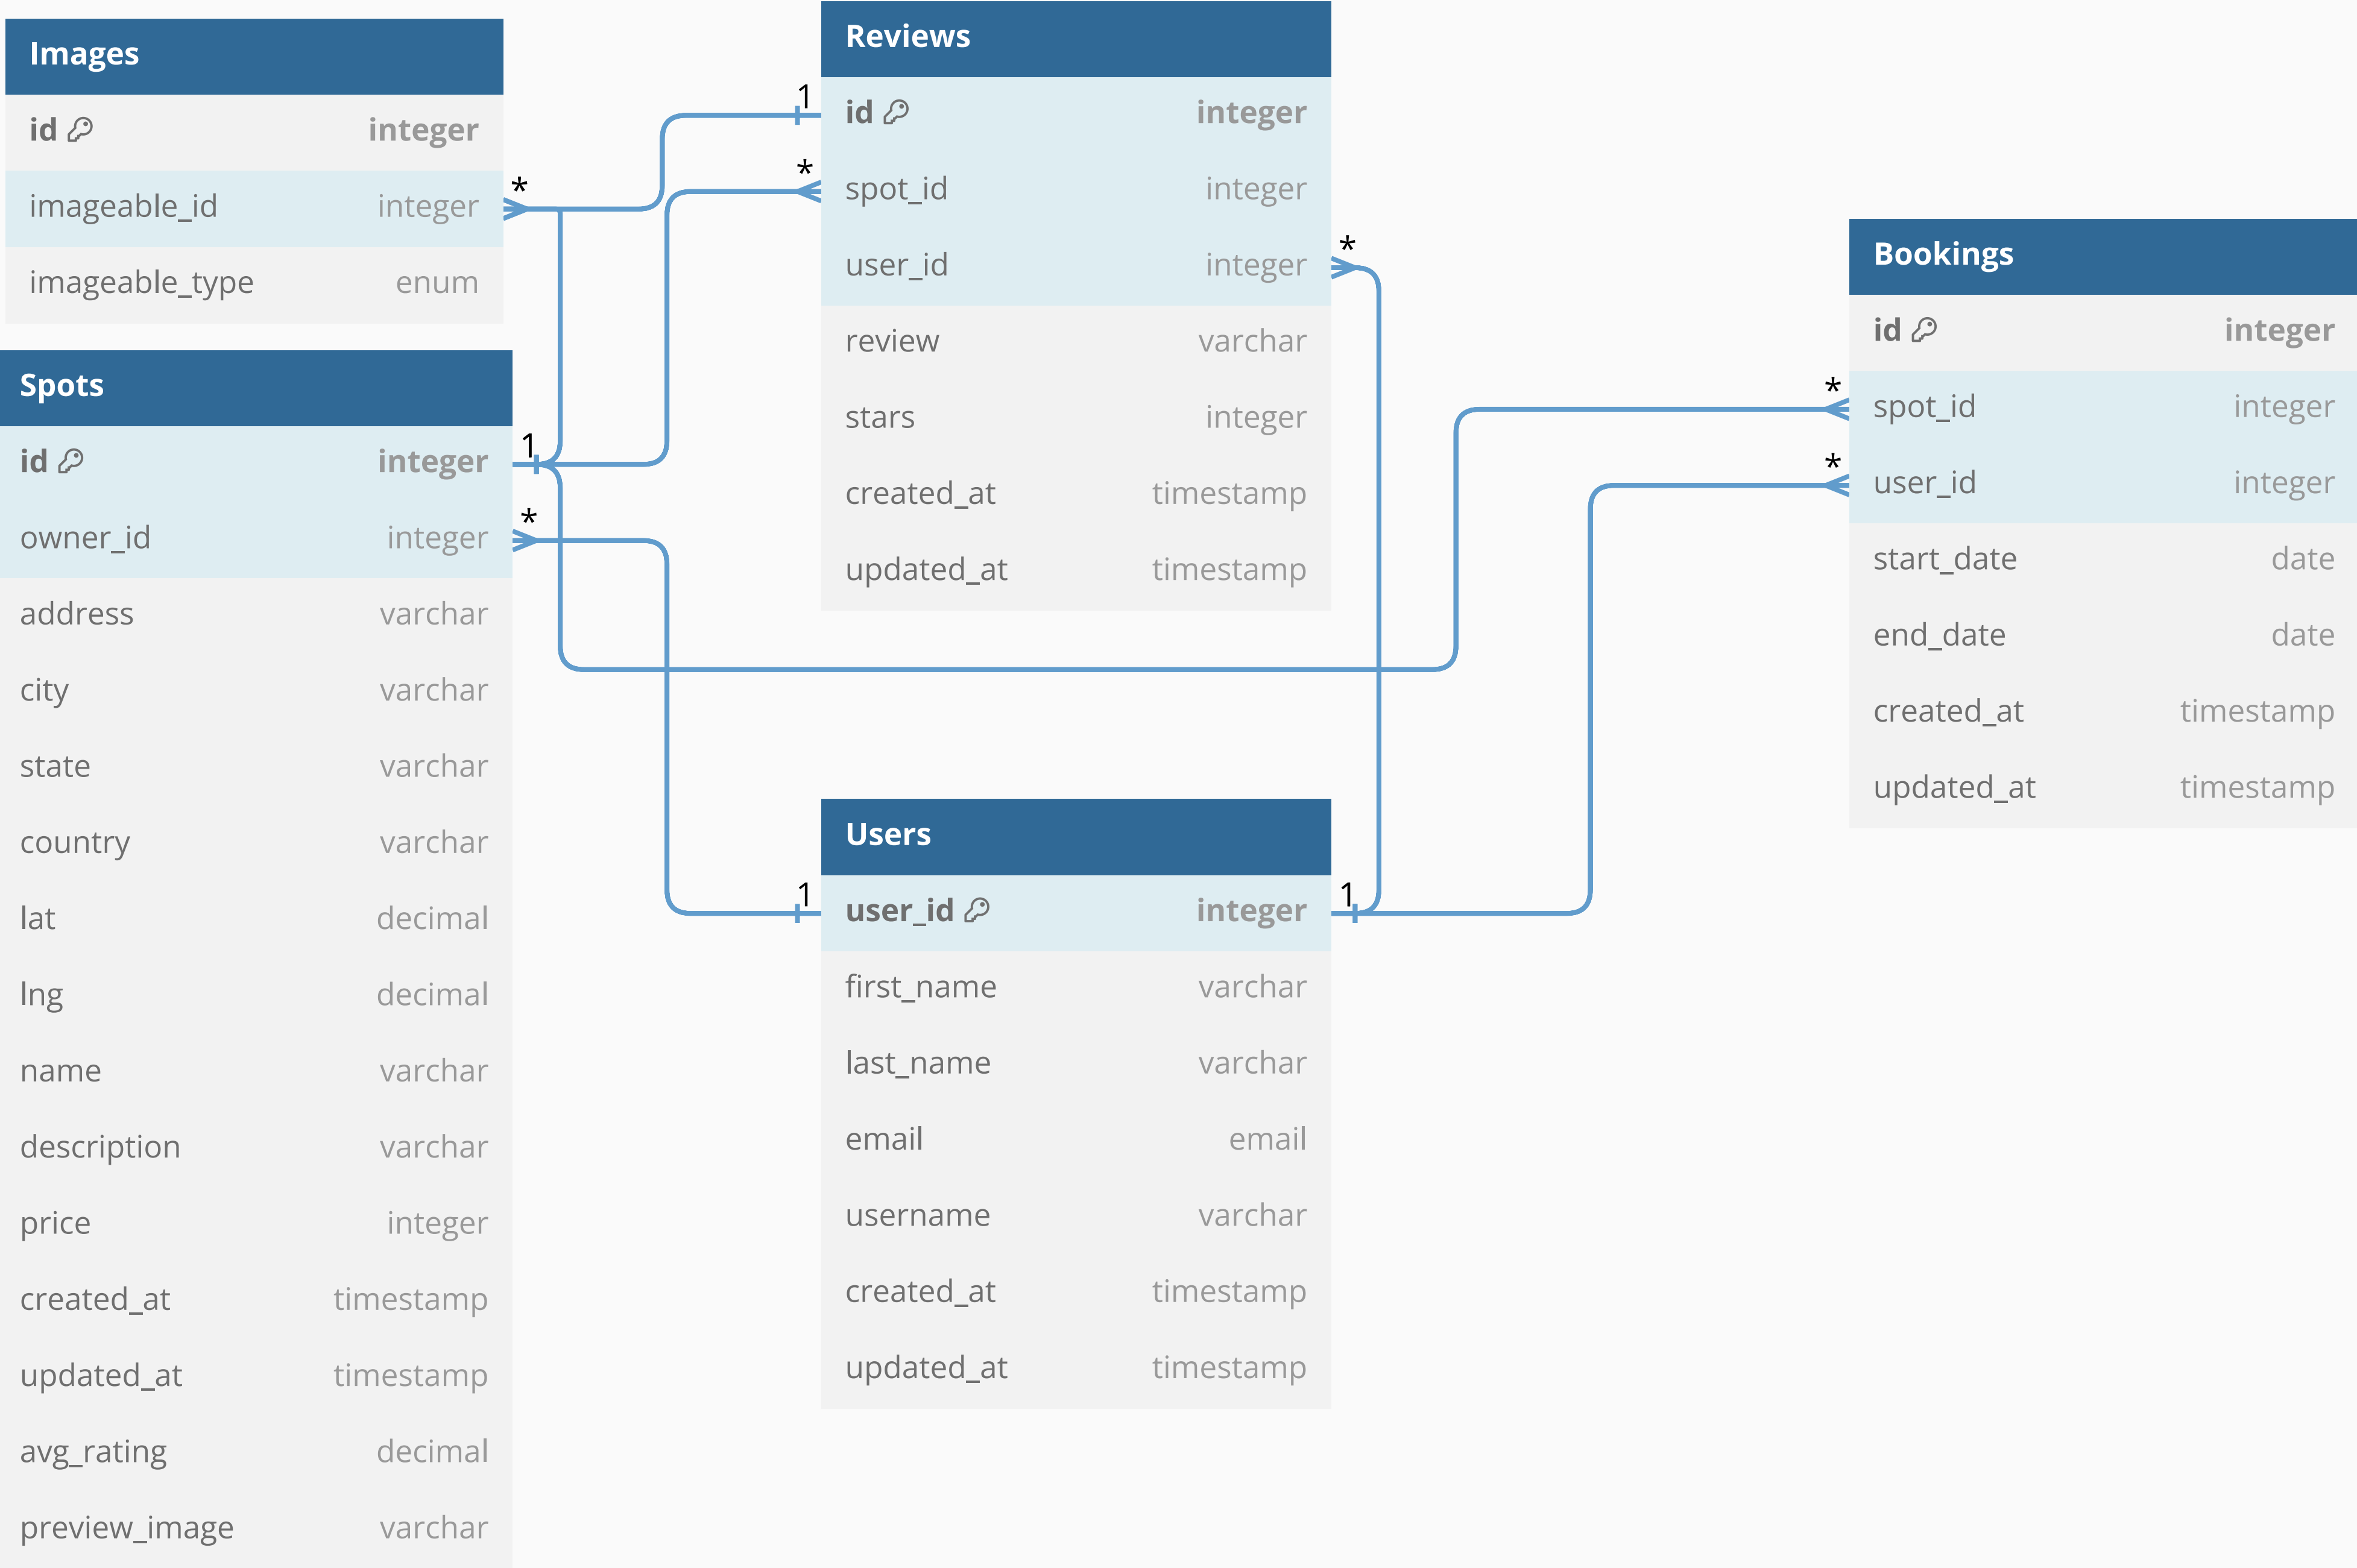 Images
id integer
imageable_id integer
imageable_type enum
*
Spots
id integer
owner_id integer
address varchar
city varchar
state varchar
country varchar
lat decimal
lng decimal
name varchar
description varchar
price integer
created_at timestamp
updated_at timestamp
avg_rating decimal
preview_image varchar
1
*
Reviews
id integer
spot_id integer
user_id integer
review varchar
stars integer
created_at timestamp
updated_at timestamp
1
*
*
Users
user_id integer
first_name varchar
last_name varchar
email email
username varchar
created_at timestamp
updated_at timestamp
1
1
Bookings
id integer
spot_id integer
user_id integer
start_date date
end_date date
created_at timestamp
updated_at timestamp
*
*